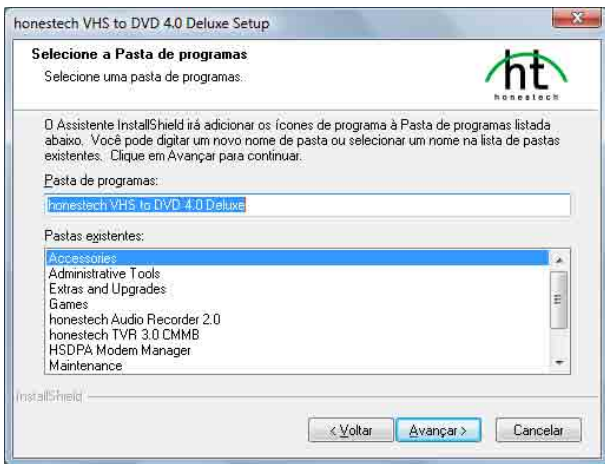 honestech VHS to DVD 4.0 Deluxe Setup
Selecione a Pasta de programas
Selecione uma pasta de programas.
ht
honestech
O Assistente InstallShield irá adicionar os ícones de programa à Pasta de programas listada
abaixo. Você pode digitar um novo nome de pasta ou selecionar um nome na lista de pastas
existentes. Clique em Avançar para continuar.
Pasta de programas:
honestech VHS to DVD 4.0 Deluxe
Pastas existentes:
Accessories
Administrative Tools
Extras and Upgrades
Games
honestech Audio Recorder 2.0
honestech TVR 3.0 CMMB
HSDPA Modem Manager
Maintenance
InstallShield
< Voltar
Avançar >
Cancelar